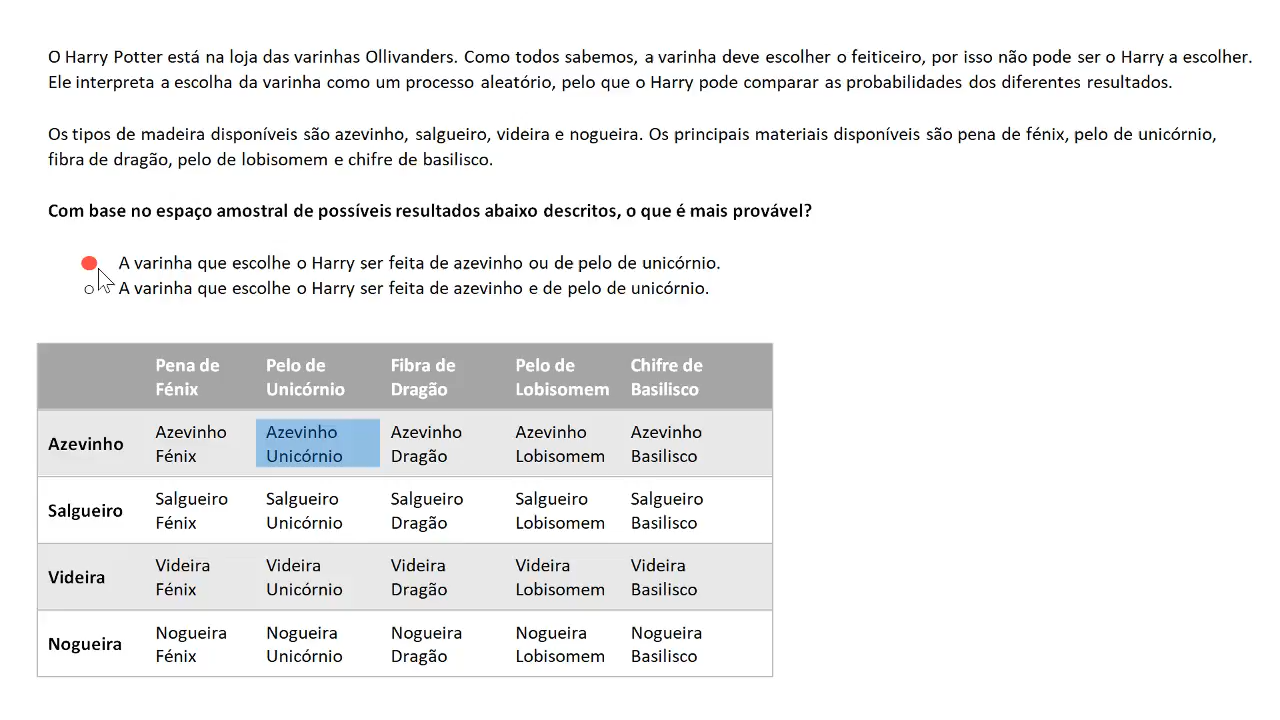 O Harry Potter está na loja das varinhas Ollivanders. Como todos sabemos, a varinha deve escolher o feiticeiro, por isso não pode ser o Harry a escolher.
Ele interpreta a escolha da varinha como um processo aleatório, pelo que o Harry pode comparar as probabilidades dos diferentes resultados.
Os tipos de madeira disponíveis são azevinho, salgueiro, videira e nogueira. Os principais materiais disponíveis são pena de fénix, pelo de unicórnio,
fibra de dragão, pelo de lobisomem e chifre de basilisco.
Com base no espaço amostral de possíveis resultados abaixo descritos, o que é mais provável?
A varinha que escolhe o Harry ser feita de azevinho ou de pelo de unicórnio.
A varinha que escolhe o Harry ser feita de azevinho e de pelo de unicórnio.
Pena de Pelo de Fibra de Pelo de Chifre de
Fénix Unicórnio Dragão Lobisomem Basilisco
Azevinho Azevinho Azevinho Azevinho Azevinho
Azevinho
Fénix Unicórnio Dragão Lobisomem Basilisco
Salgueiro Salgueiro Salgueiro Salgueiro Salgueiro
Salgueiro
Fénix Unicórnio Dragão Lobisomem Basilisco
Videira Videira Videira Videira Videira
Videira
Fénix Unicórnio Dragão Lobisomem Basilisco
Nogueira Nogueira Nogueira Nogueira Nogueira
Nogueira
Fénix Unicórnio Dragão Lobisomem Basilisco